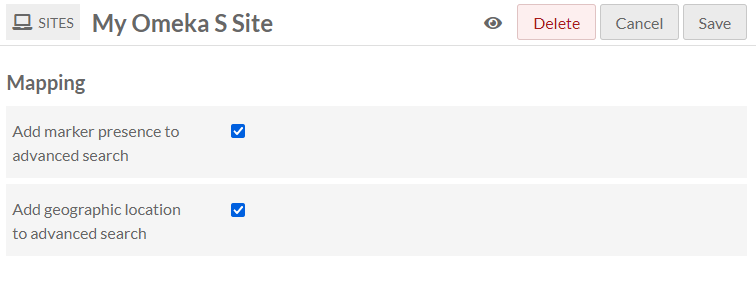 SITES My Omeka S Site Delete Cancel Save
Mapping
Add marker presence to
advanced search
Add geographic location
to advanced search